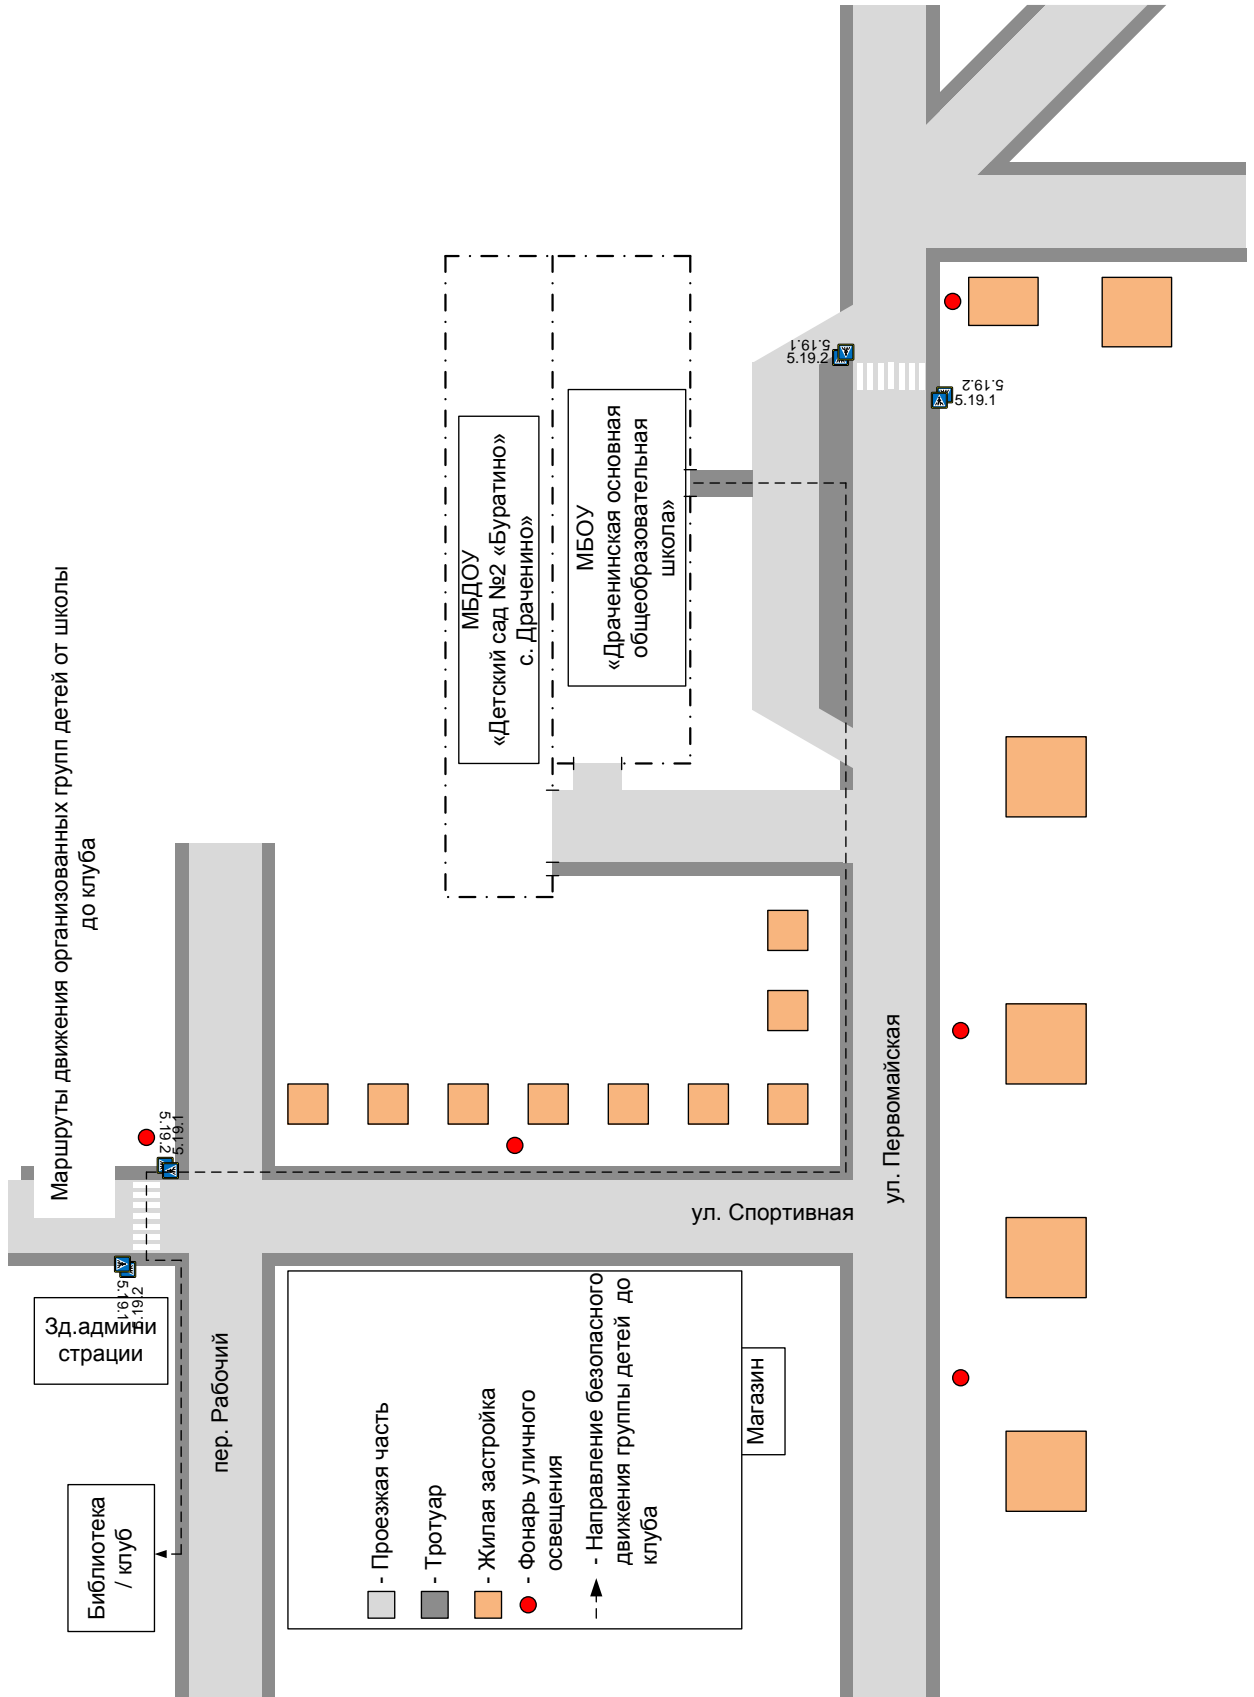 Маршруты движения организованных групп детей от школы
до клуба
МБДОУ
«Детский сад №2 «Буратино»
с. Драченино»
МБОУ
«Драченинская основная
общеобразовательная
школа»
5.19.1
5.19.2
5.19.2
5.19.1
5.19.2
5.19.1
5.19.1
5.19.2
ул. Первомайская
ул. Спортивная
пер. Рабочий
Зд.админи
страции
Библиотека
/ клуб
Магазин
- Проезжая часть
- Тротуар
- Жилая застройка
- Фонарь уличного
освещения
- Направление безопасного
движения группы детей до
клуба